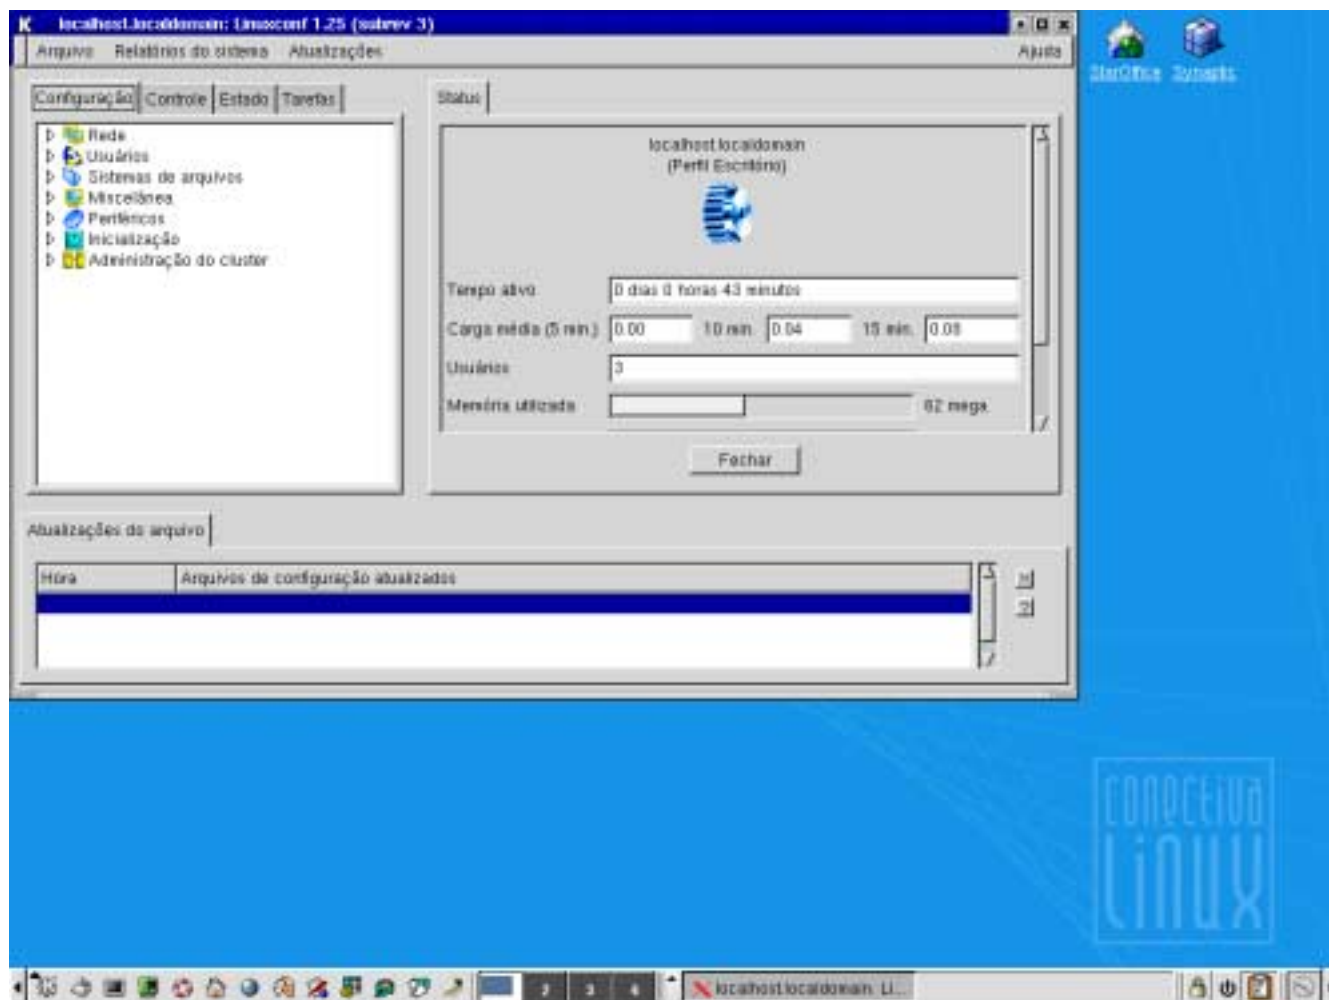 localhost.localdomain: Linuxconf 1.25 (subrev 3)
Arquivo Relatórios do sistema Atualizações Ajuda
StarOffice Synaptic
Configuração Controle Estado Tarefas
Status
Rede
Usuários
Sistemas de arquivos
Miscelânea
Periféricos
Inicialização
Administração do cluster
localhost.localdomain
(Perfil Escritório)
Tempo ativo 0 dias 0 horas 43 minutos
Carga média (5 min.) 0.00 10 min. 0.04 15 min. 0.08
Usuários 3
Memória utilizada 62 mega
Fechar
Atualizações do arquivo
Hora Arquivos de configuração atualizados
conectiva
Linux
2 3 4 localhost.localdomain: Li...